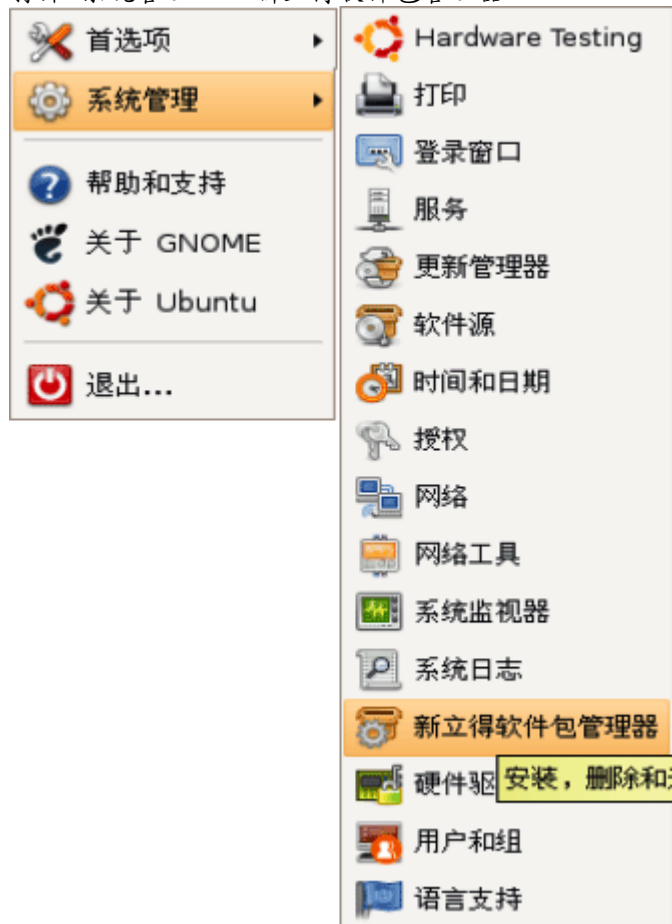 首选项
系统管理
帮助和支持
关于 GNOME
关于 Ubuntu
退出...
Hardware Testing
打印
登录窗口
服务
更新管理器
软件源
时间和日期
授权
网络
网络工具
系统监视器
系统日志
新立得软件包管理器
硬件驱
安装，删除和
用户和组
语言支持